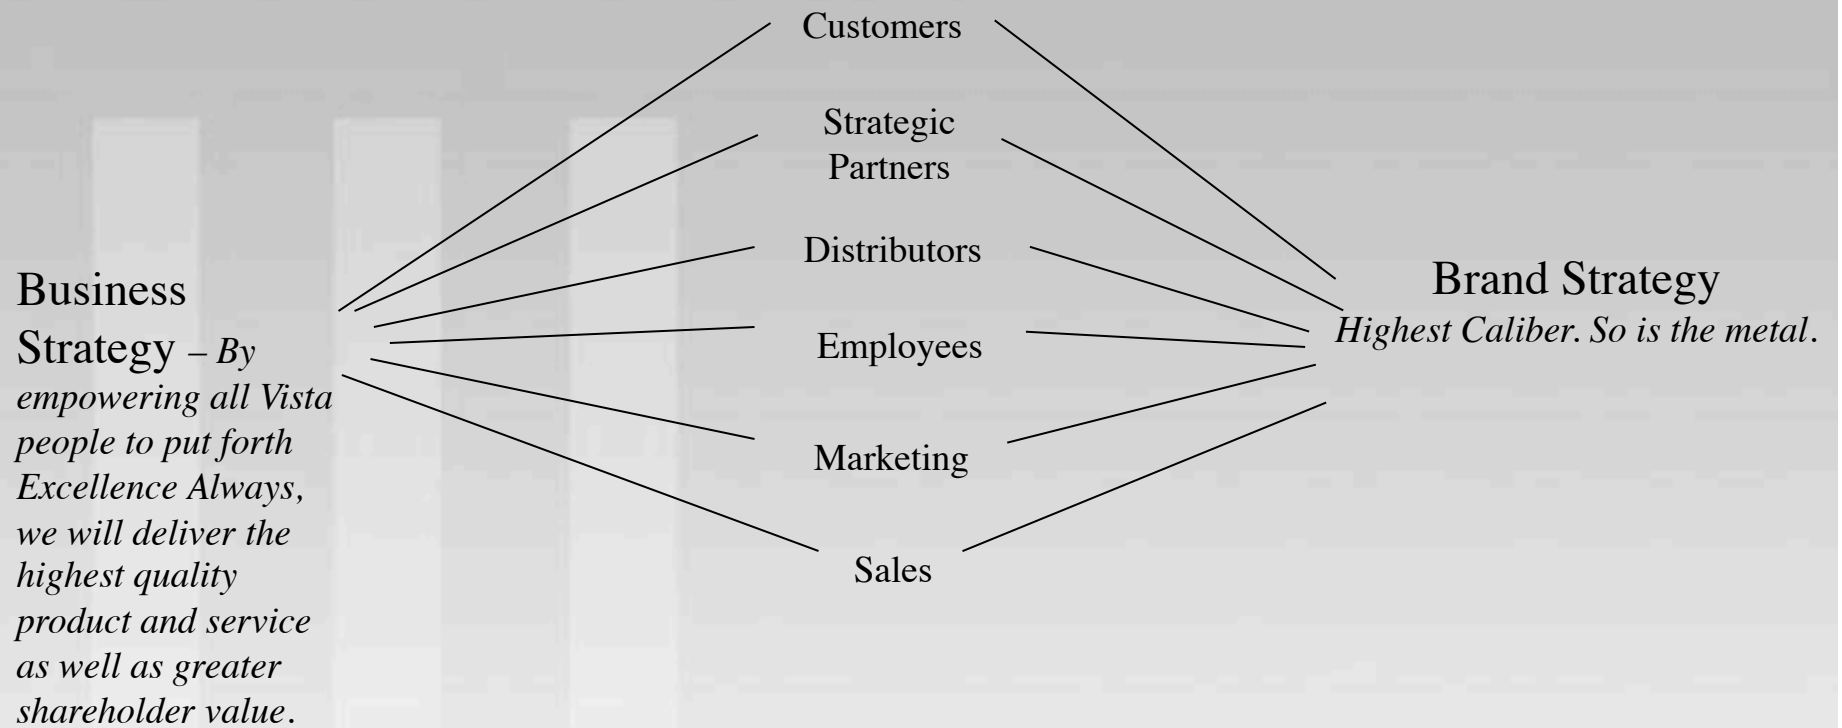 Business
Strategy – By
empowering all Vista
people to put forth
Excellence Always,
we will deliver the
highest quality
product and service
as well as greater
shareholder value.
Customers
Strategic
Partners
Distributors
Employees
Marketing
Sales
Brand Strategy
Highest Caliber. So is the metal.